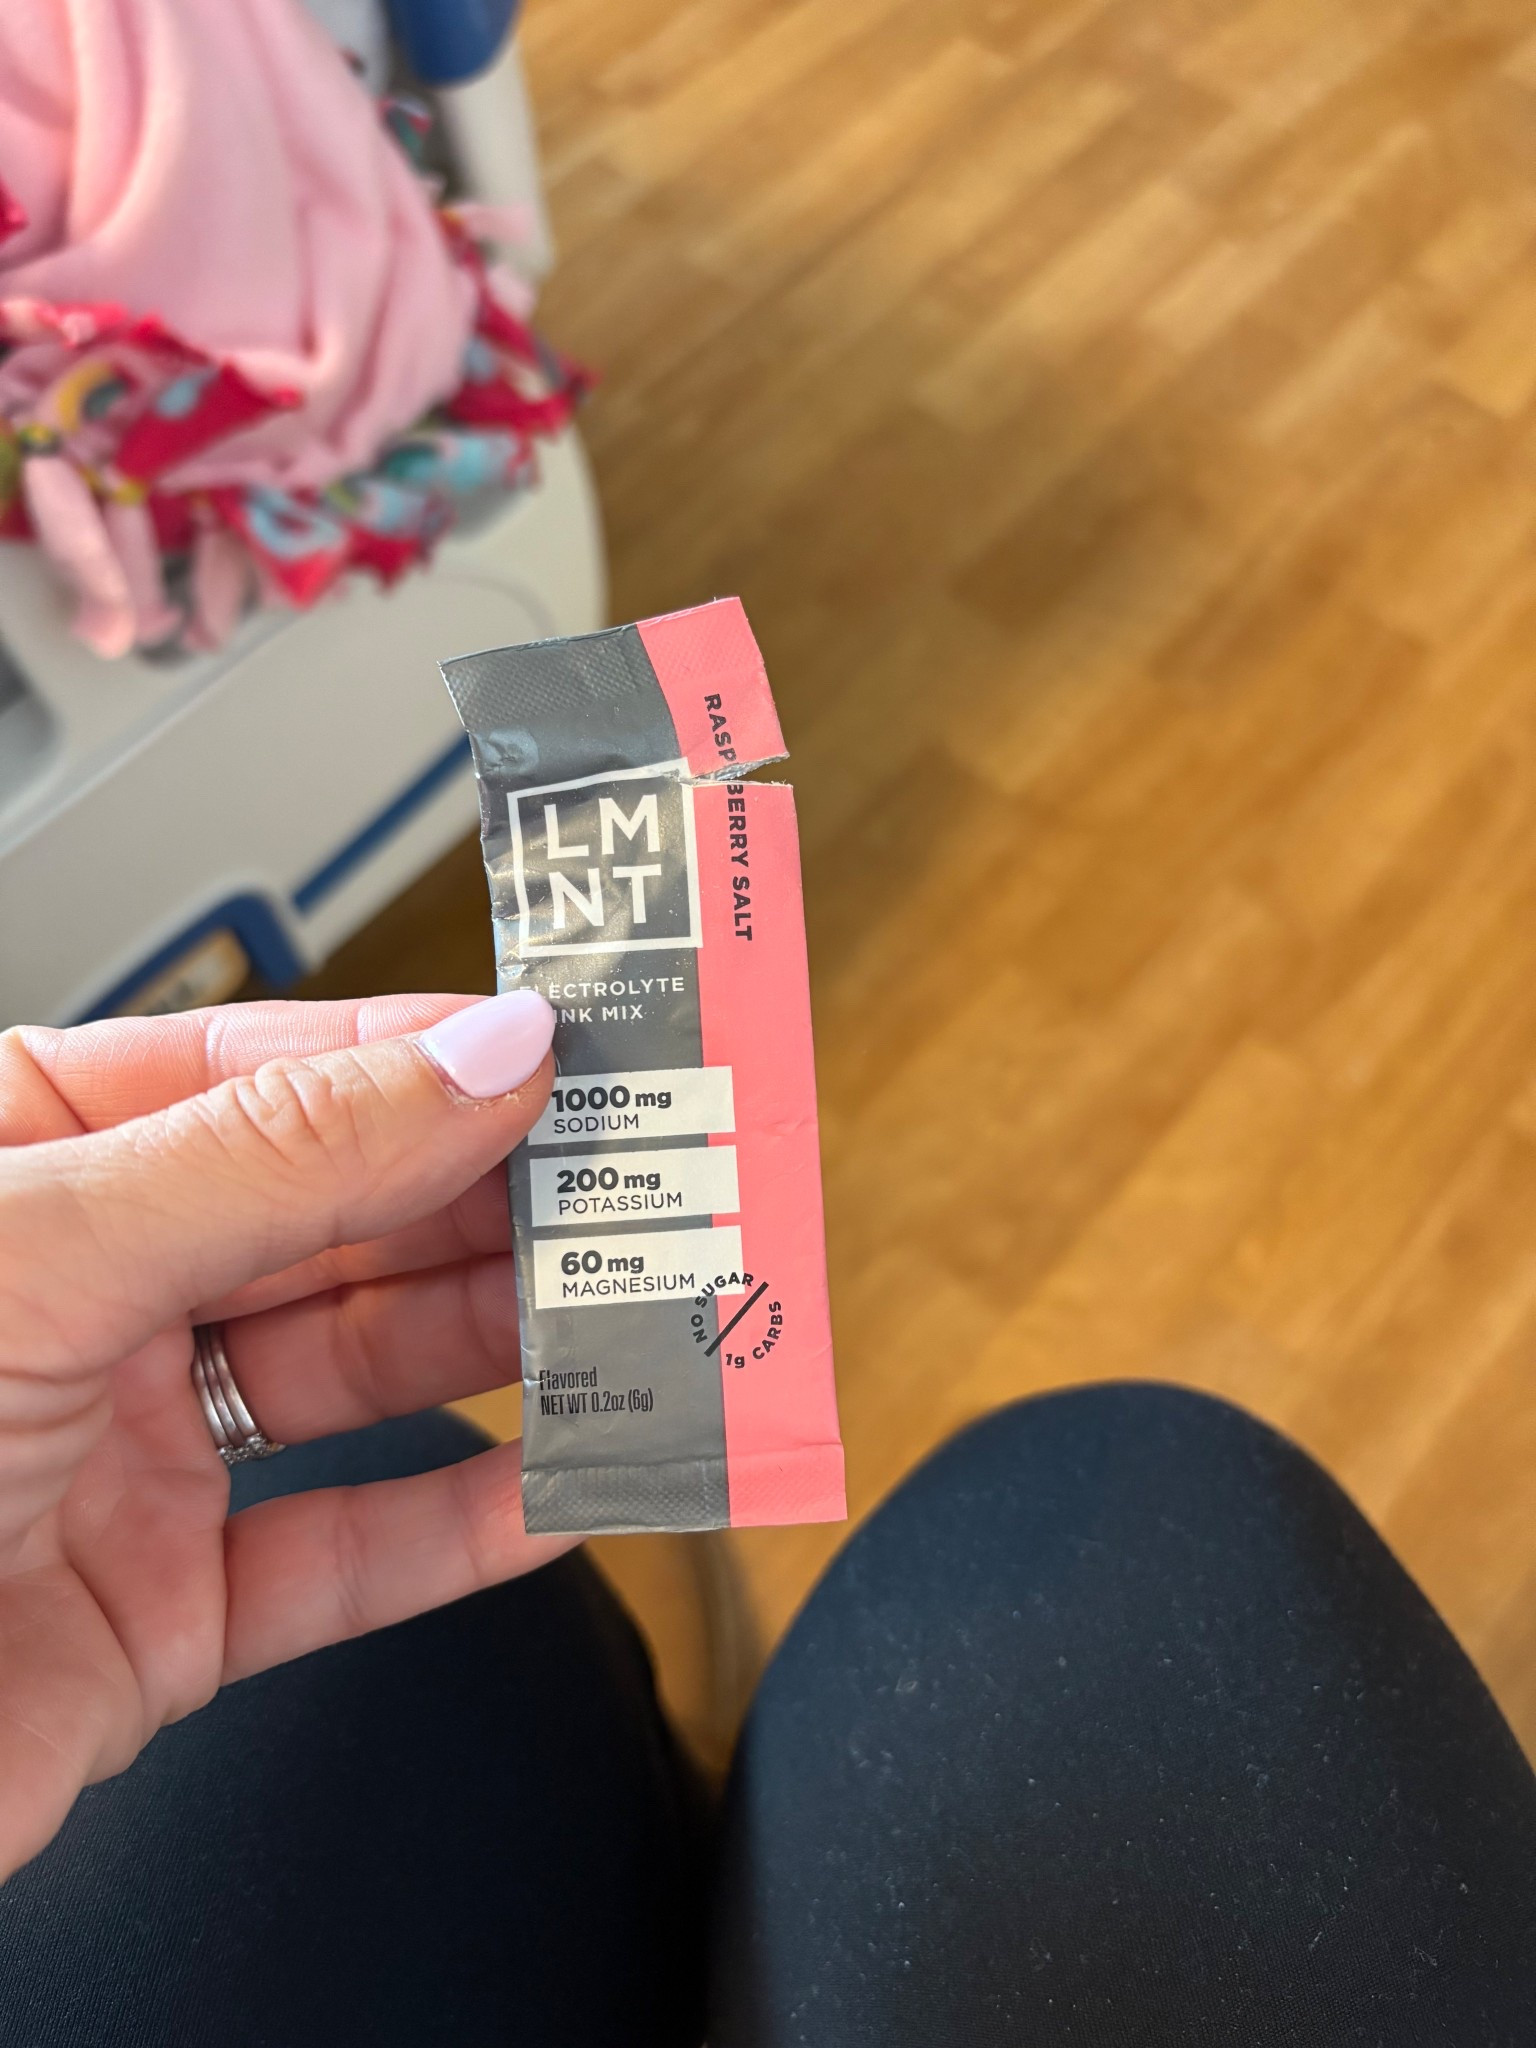 RASPBERRY SALT
LM
NT
ELECTROLYTE
INK MIX
1000 mg
SODIUM
200 mg
POTASSIUM
60 mg
MAGNESIUM
NO SUGAR
1g CARBS
Flavored
NET WT 0.2oz (6g)